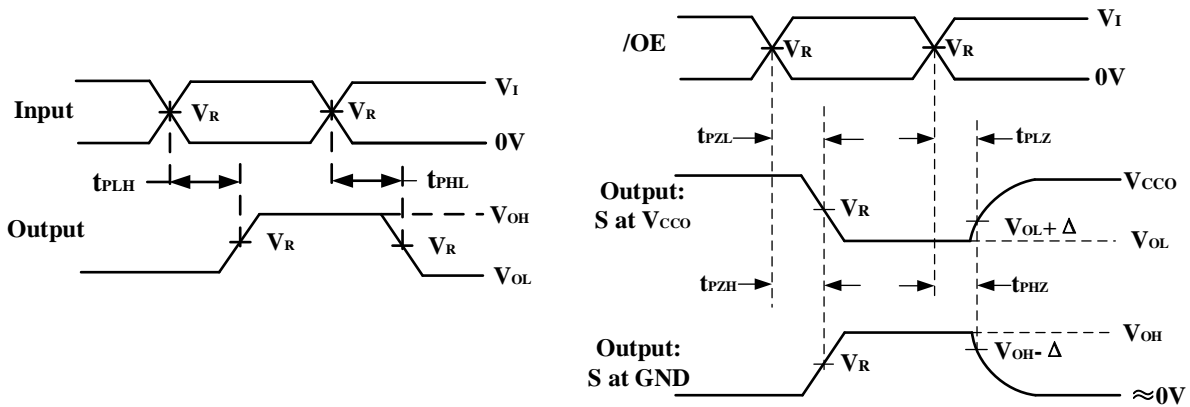 Input
VR
VR
VI
0V
tPLH
tPHL
Output
VR
VR
VOH
VOL
/OE
VR
VR
VI
0V
tPZL
tPLZ
Output:
S at VCCO
VR
VCCO
VOL+ Δ
VOL
tPZH
tPHZ
Output:
S at GND
VR
VOH
VOH- Δ
≈0V